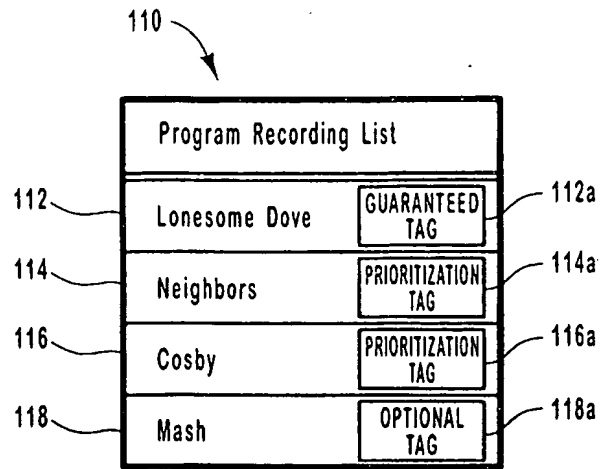 110
Program Recording List
112
Lonesome Dove
GUARANTEED
TAG
112a
114
Neighbors
PRIORITIZATION
TAG
114a
116
Cosby
PRIORITIZATION
TAG
116a
118
Mash
OPTIONAL
TAG
118a